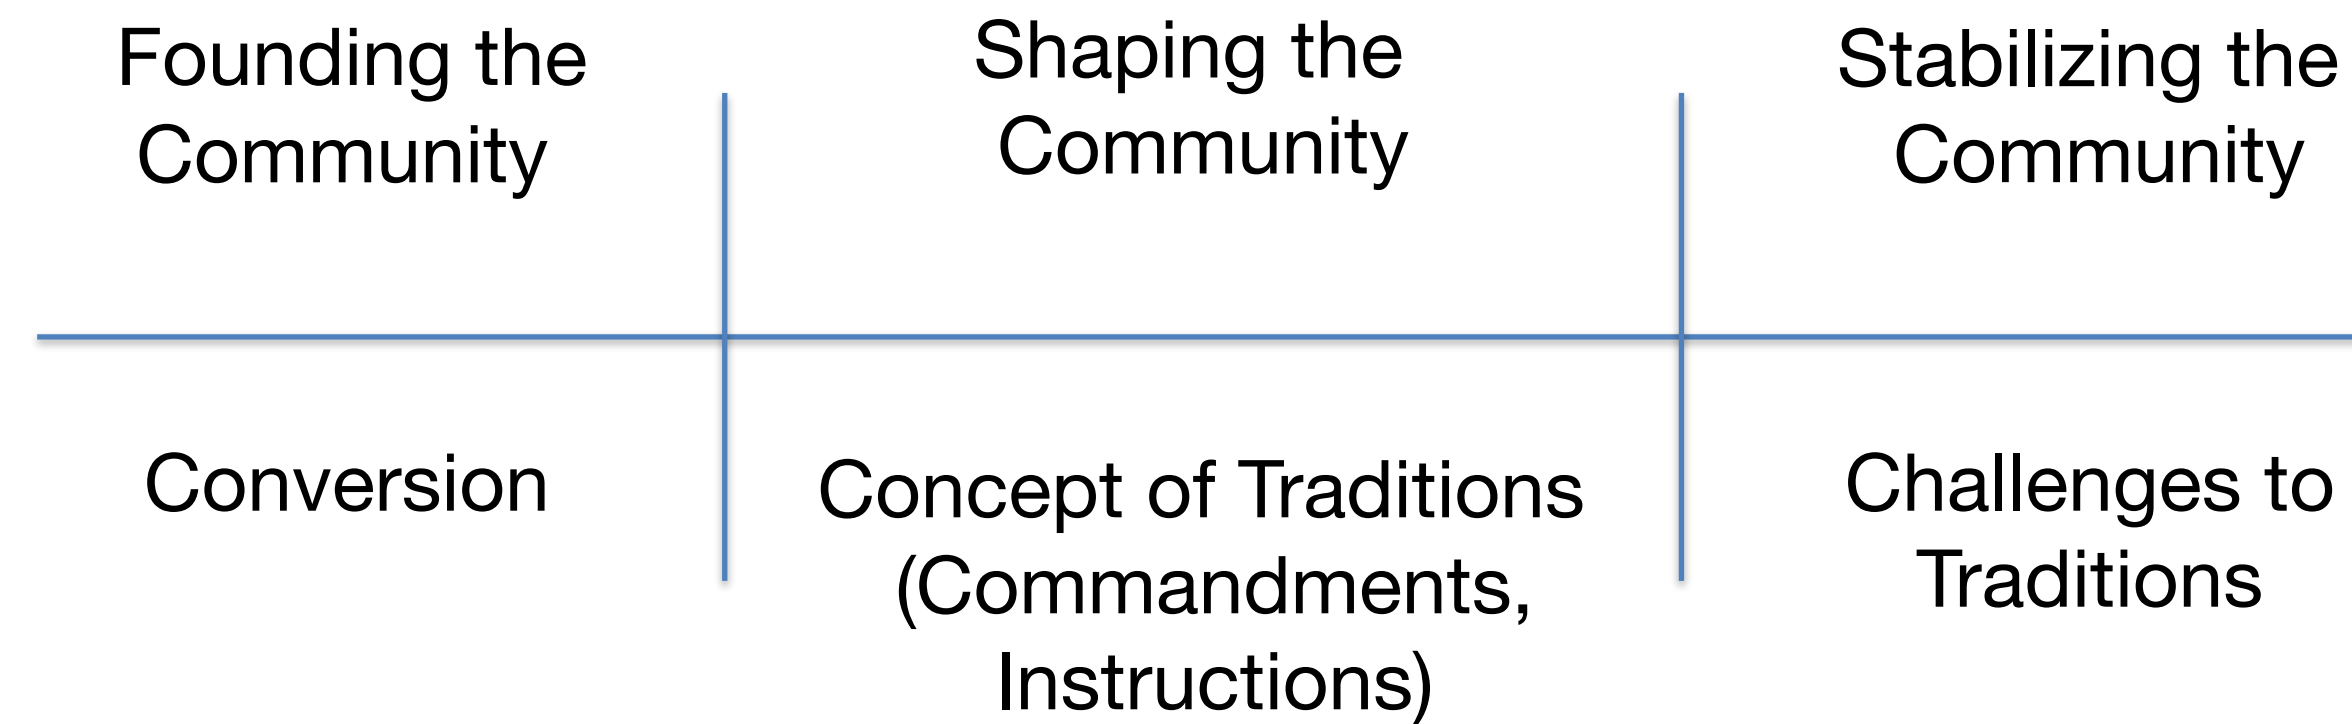 Founding the
Community
Shaping the
Community
Stabilizing the
Community
Conversion
Concept of Traditions
(Commandments,
Instructions)
Challenges to
Traditions